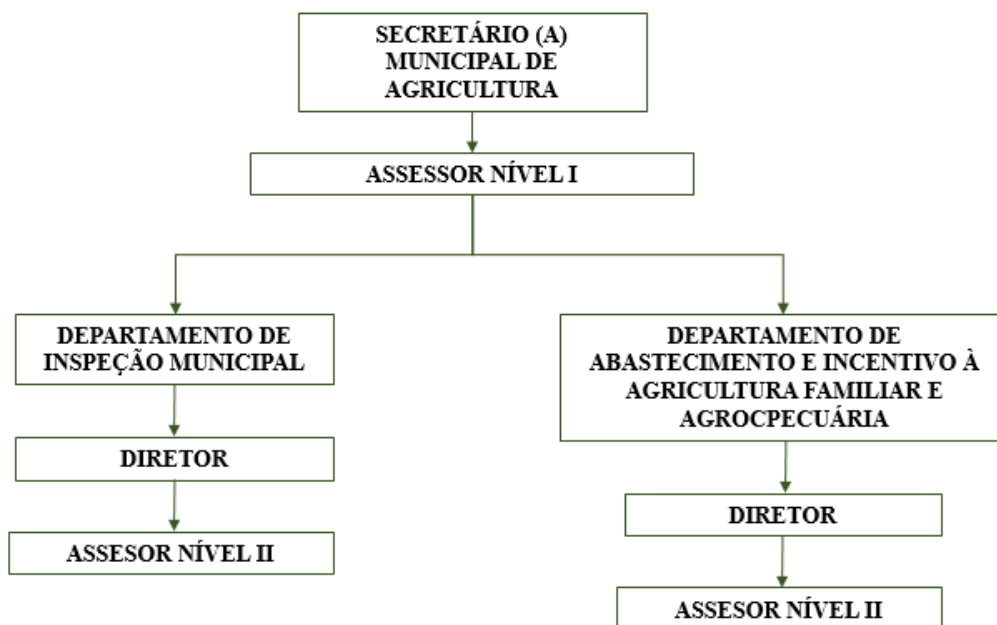 SECRETÁRIO (A)
MUNICIPAL DE
AGRICULTURA
ASSESSOR NÍVEL I
DEPARTAMENTO DE
INSPEÇÃO MUNICIPAL
DIRETOR
ASSESOR NÍVEL II
DEPARTAMENTO DE
ABASTECIMENTO E INCENTIVO À
AGRICULTURA FAMILIAR E
AGROCPECUÁRIA
DIRETOR
ASSESOR NÍVEL II